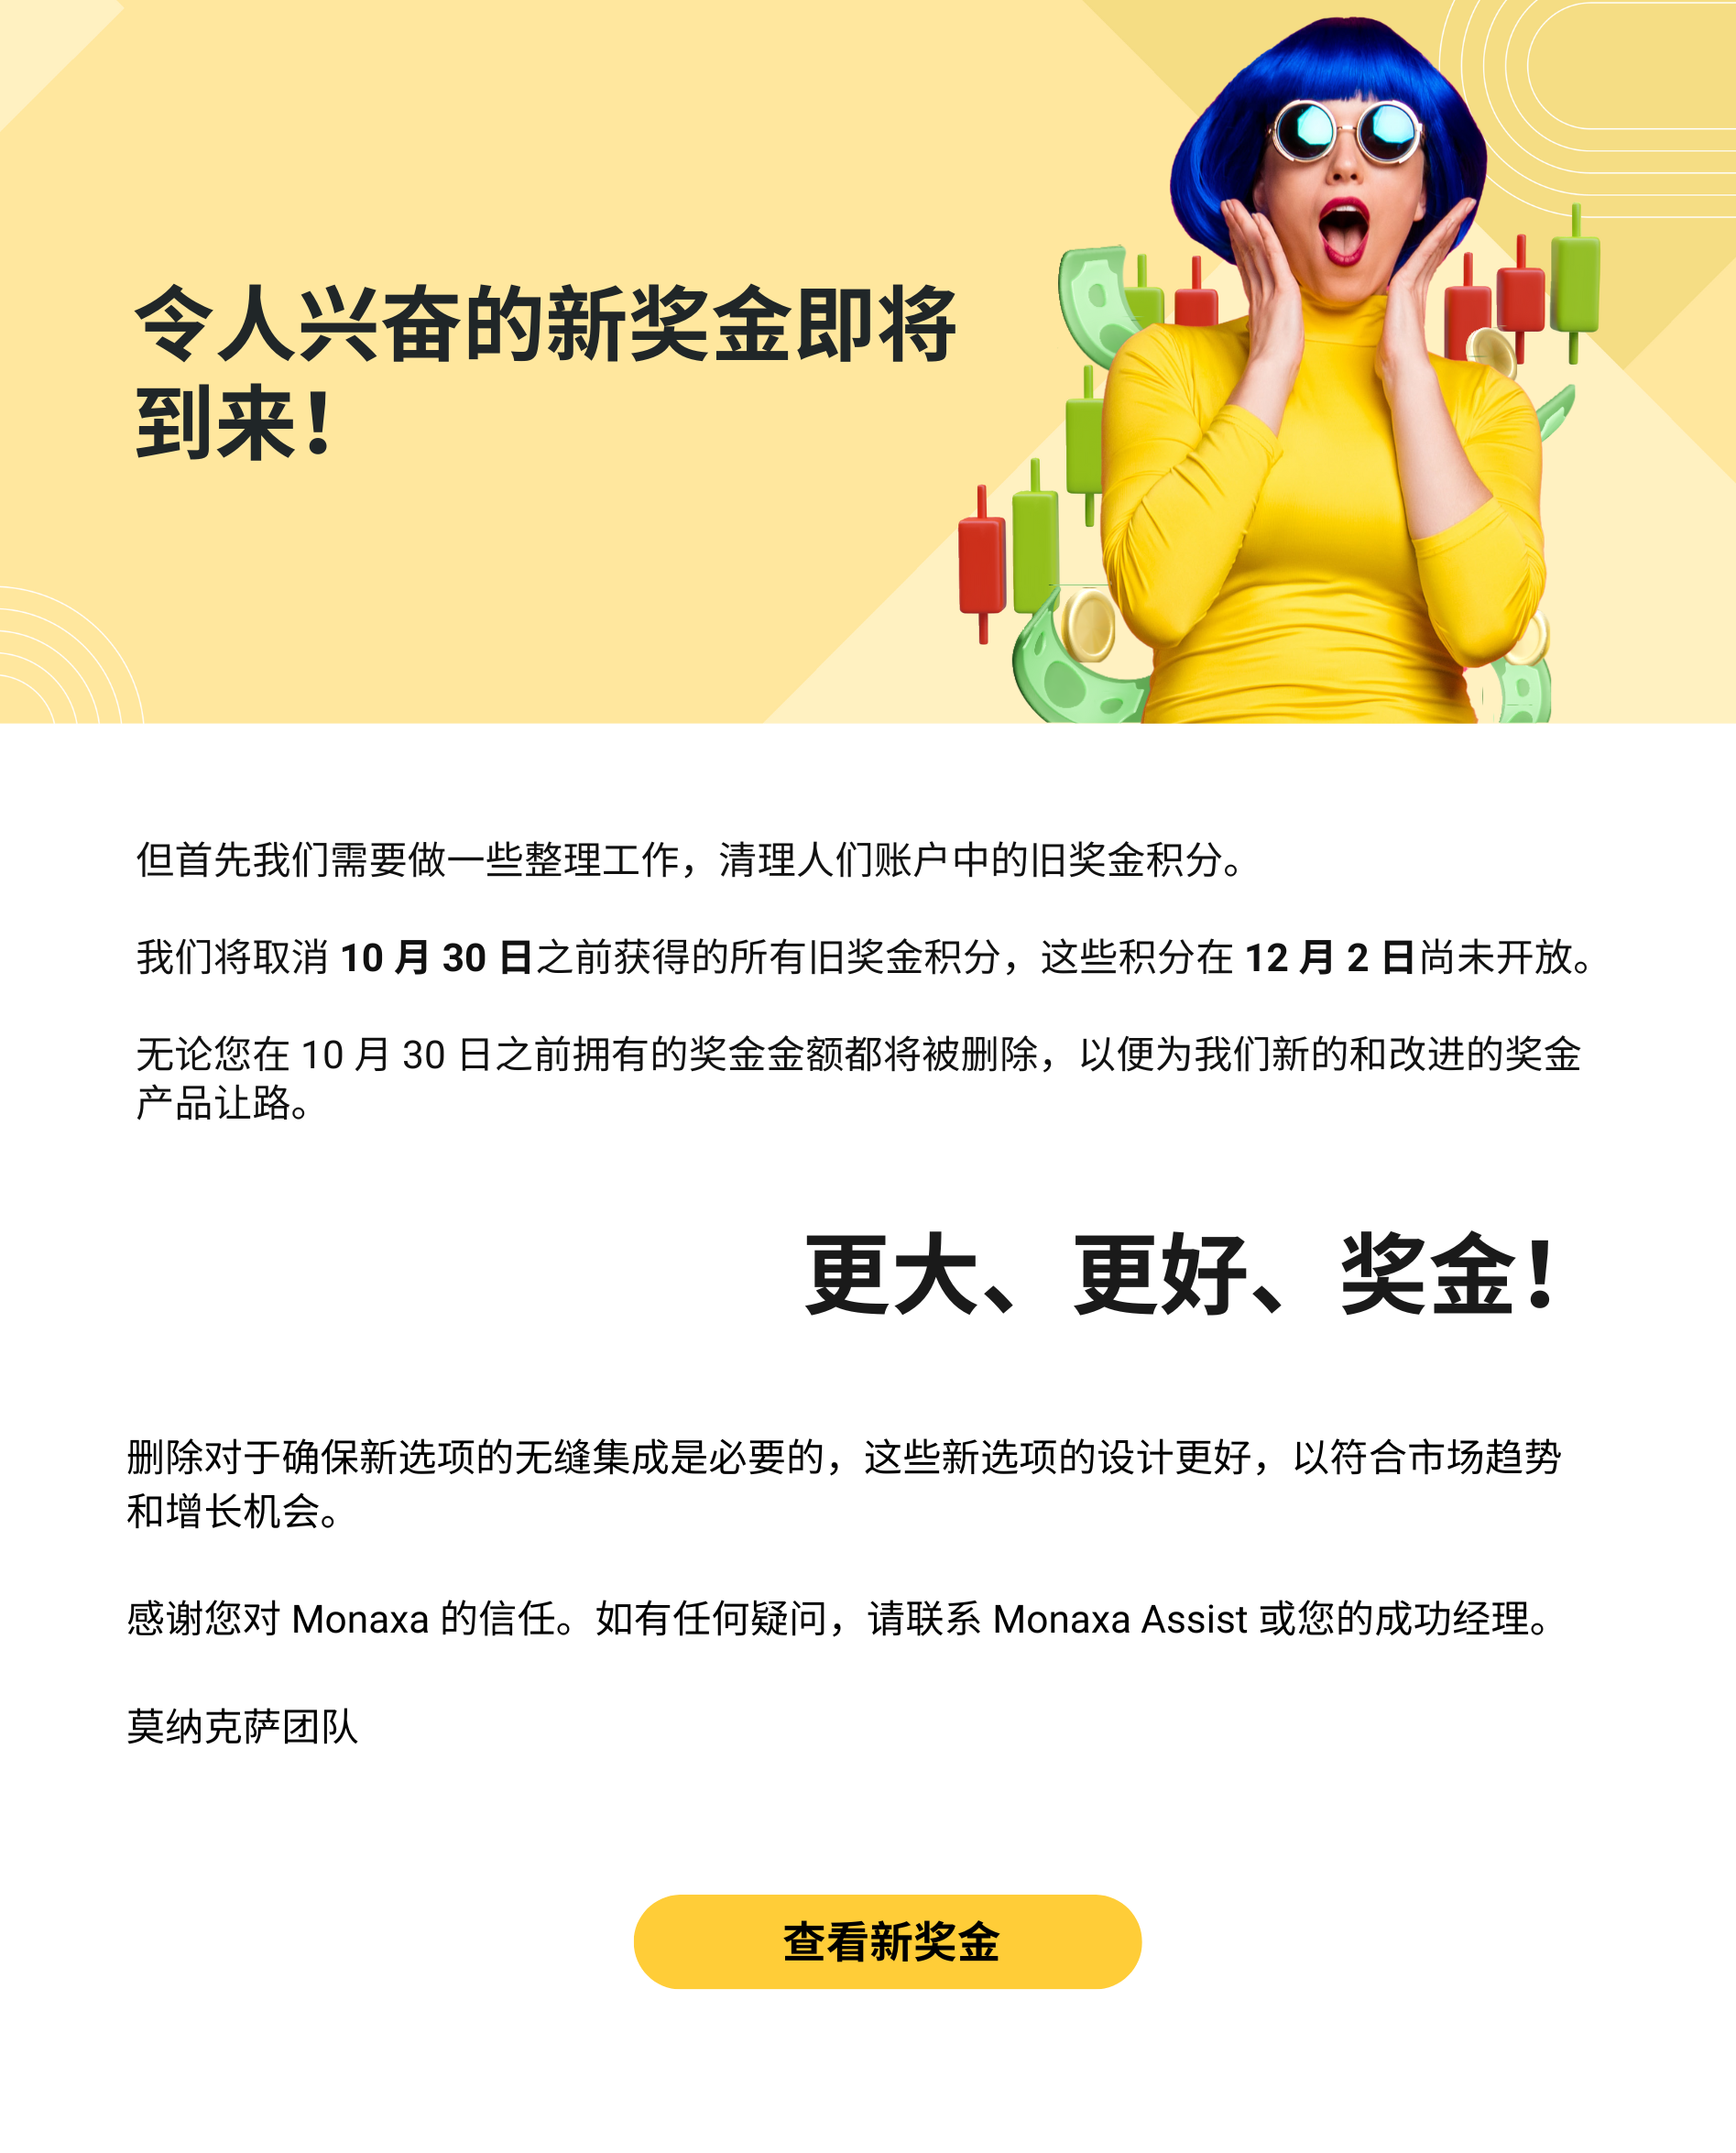 令人兴奋的新奖金即将
到来！
但首先我们需要做一些整理工作，清理人们账户中的旧奖金积分。
我们将取消 10 月 30 日之前获得的所有旧奖金积分，这些积分在 12 月 2 日尚未开放。
无论您在 10 月 30 日之前拥有的奖金金额都将被删除，以便为我们新的和改进的奖金
产品让路。
更大、更好、奖金！
删除对于确保新选项的无缝集成是必要的，这些新选项的设计更好，以符合市场趋势
和增长机会。
感谢您对 Monaxa 的信任。如有任何疑问，请联系 Monaxa Assist 或您的成功经理。
莫纳克萨团队
查看新奖金